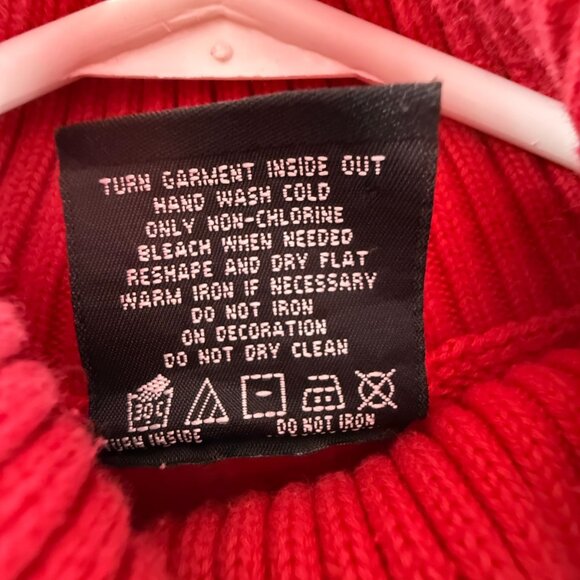 TURN GARMENT INSIDE OUT
HAND WASH COLD
ONLY NON-CHLORINE
BLEACH WHEN NEEDED
RESHAPE AND DRY FLAT
WARM IRON IF NECESSARY
DO NOT IRON
ON DECORATION
DO NOT DRY CLEAN
30C
TURN INSIDE DO NOT IRON